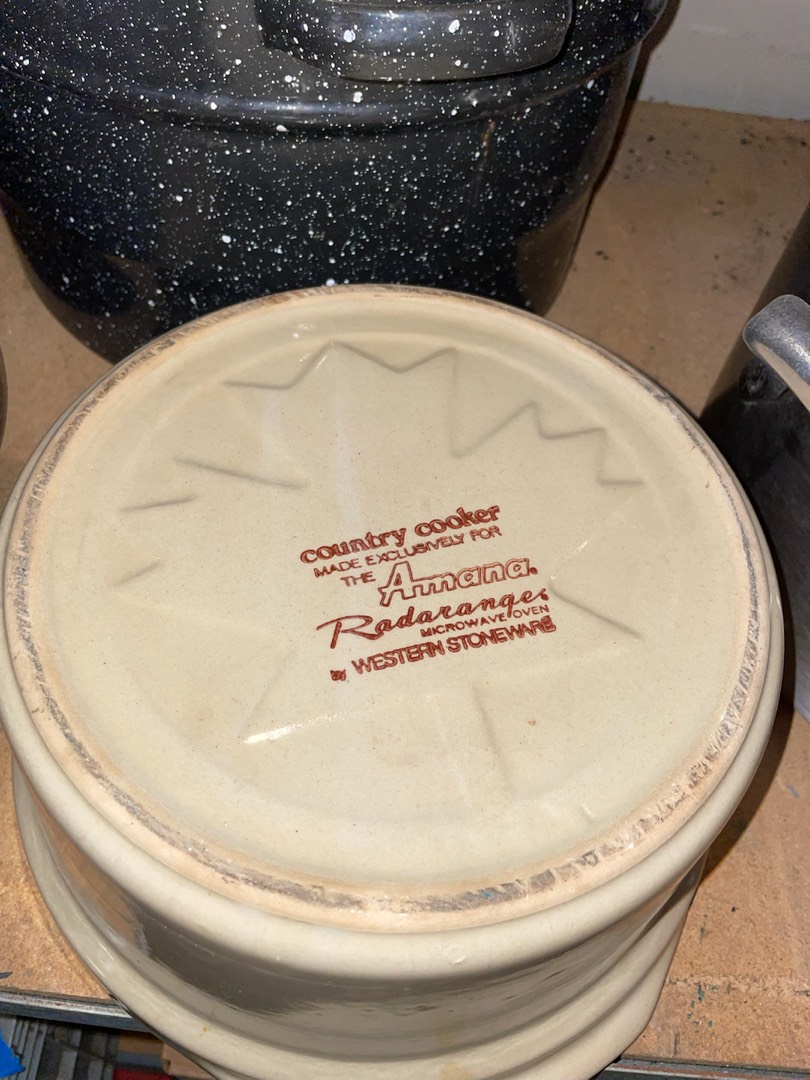 country cooker
MADE EXCLUSIVELY FOR
THE Amana®
Radarange®
MICROWAVE OVEN
by WESTERN STONEWARE